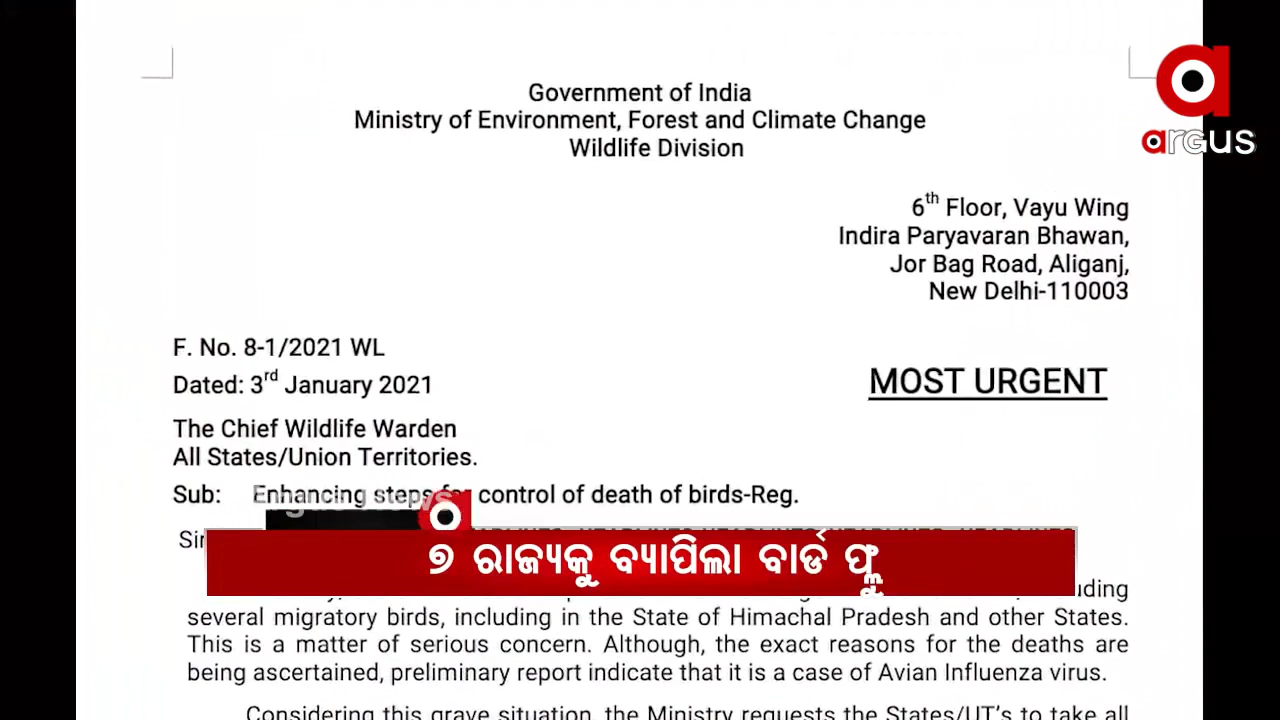 Government of India
Ministry of Environment, Forest and Climate Change
Wildlife Division
argus
6th Floor, Vayu Wing
Indira Paryavaran Bhawan,
Jor Bag Road, Aliganj,
New Delhi-110003
F. No. 8-1/2021 WL
Dated: 3rd January 2021
MOST URGENT
The Chief Wildlife Warden
All States/Union Territories.
Sub: Enhancing steps for control of death of birds-Reg.
୭ ରାଜ୍ୟକୁ ବ୍ୟାପିଲା ବାର୍ଡ ଫ୍ଲୁ
several migratory birds, including in the State of Himachal Pradesh and other States.
This is a matter of serious concern. Although, the exact reasons for the deaths are
being ascertained, preliminary report indicate that it is a case of Avian Influenza virus.
Considering this grave situation, the Ministry requests the States/UT's to take all